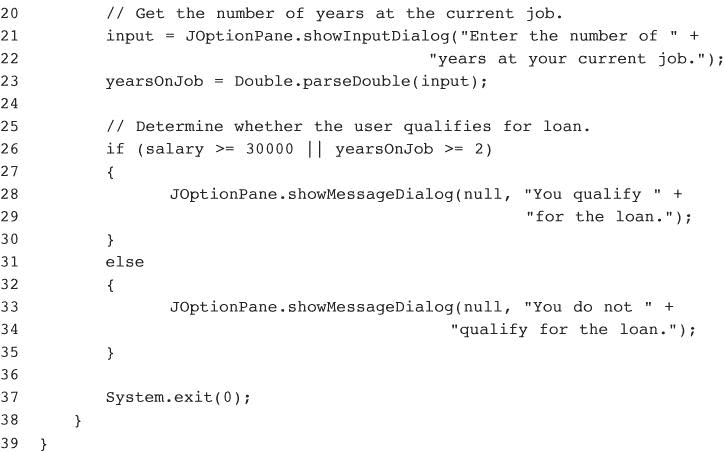 20 // Get the number of years at the current job.
21 input = JOptionPane.showInputDialog("Enter the number of " +
22 "years at your current job.");
23 yearsOnJob = Double.parseDouble(input);
24
25 // Determine whether the user qualifies for loan.
26 if (salary >= 30000 || yearsOnJob >= 2)
27 {
28 JOptionPane.showMessageDialog(null, "You qualify " +
29 "for the loan.");
30 }
31 else
32 {
33 JOptionPane.showMessageDialog(null, "You do not " +
34 "qualify for the loan.");
35 }
36
37 System.exit(0);
38 }
39 }